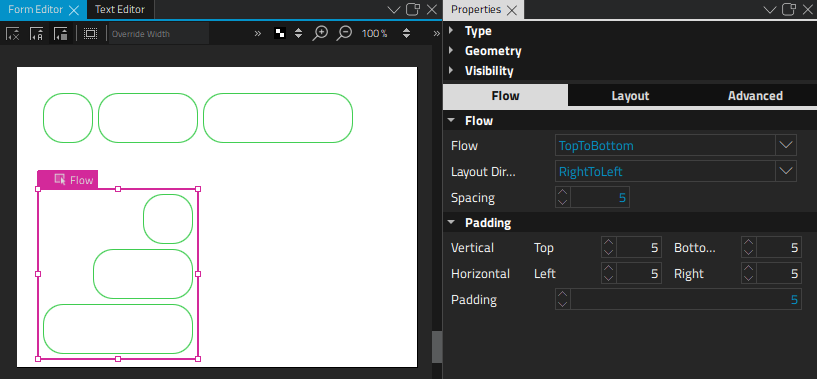 Form Editor Text Editor
Override Width 100 %
Flow
Properties
Type
Geometry
Visibility
Flow Layout Advanced
Flow
Flow TopToBottom
Layout Dir... RightToLeft
Spacing 5
Padding
Vertical Top 5 Botto... 5
Horizontal Left 5 Right 5
Padding 5